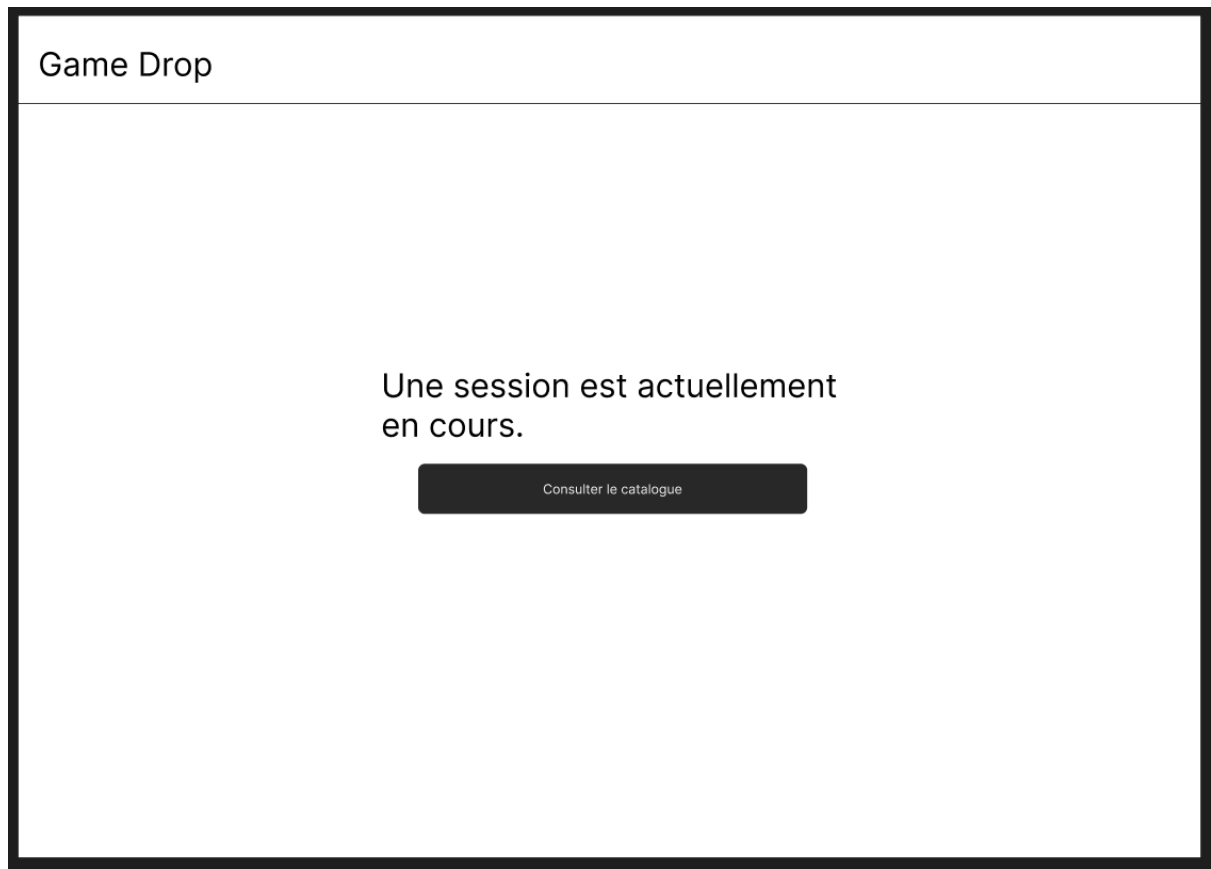 Game Drop
Une session est actuellement
en cours.
Consulter le catalogue